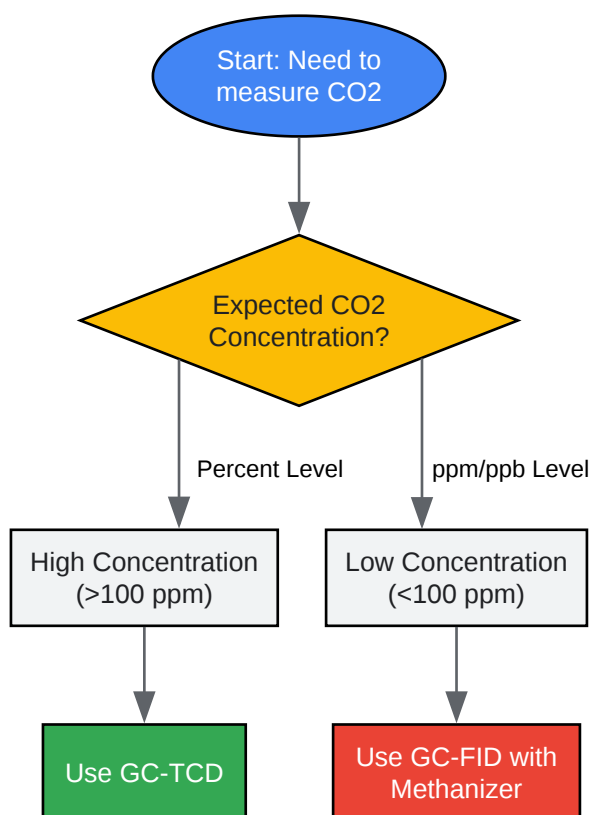 Start: Need to
measure CO2
Expected CO2
Concentration?
Percent Level
ppm/ppb Level
High Concentration
(>100 ppm)
Low Concentration
(<100 ppm)
Use GC-TCD
Use GC-FID with
Methanizer